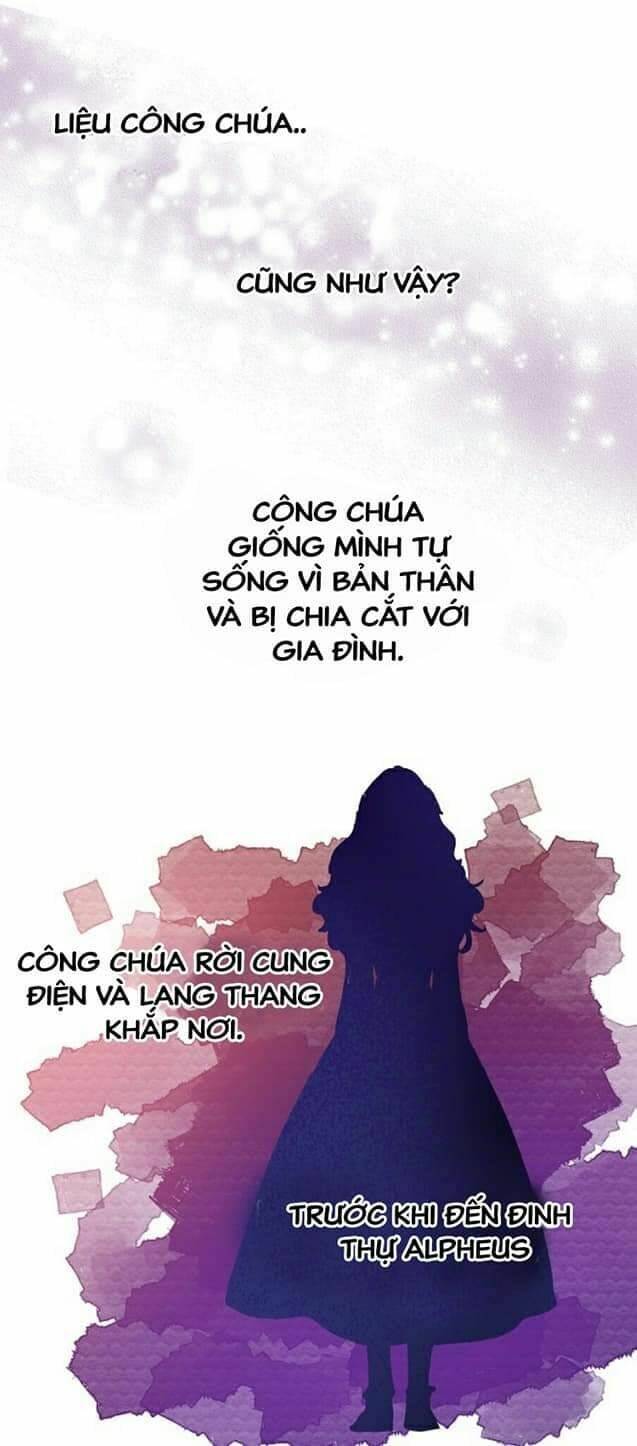 LIỆU CÔNG CHÚA..
CŨNG NHƯ VẬY?
CÔNG CHÚA
GIỐNG MÌNH TỰ
SỐNG VÌ BẢN THÂN
VÀ BỊ CHIA CẮT VỚI
GIA ĐÌNH.
CÔNG CHÚA RỜI CUNG
ĐIỆN VÀ LANG THANG
KHẮP NƠI.
TRƯỚC KHI ĐẾN DINH
THỰ ALPHEUS